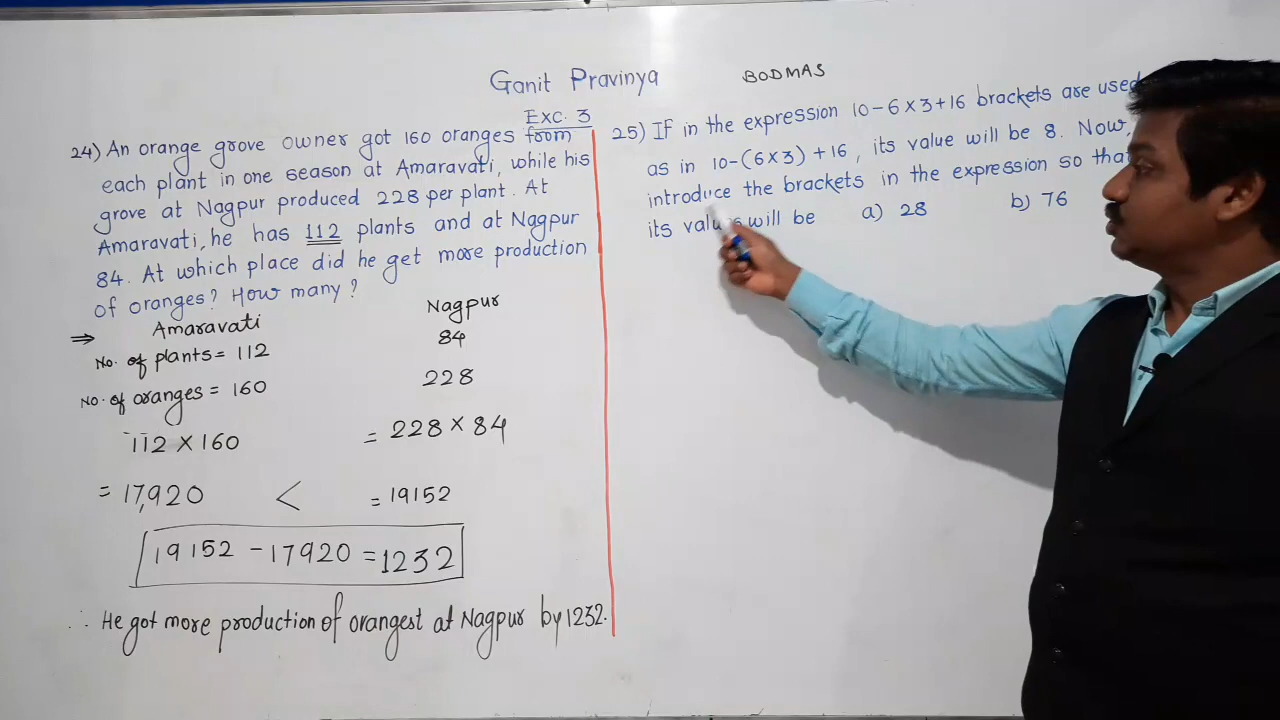 Ganit Pravinya
BODMAS
Exc. 3
24) An orange grove owner got 160 oranges from
each plant in one season at Amaravati, while his
grove at Nagpur produced 228 per plant. At
Amaravati, he has 112 plants and at Nagpur
84. At which place did he get more production
of oranges? How many?
⇒ Amaravati Nagpur
No. of plants = 112 84
No. of oranges = 160 228
112 × 160 = 228 × 84
= 17,920 < = 19152
19152 - 17920 = 1232
∴ He got more production of orangest at Nagpur by 1232.
25) If in the expression 10-6×3+16 brackets are used
as in 10-(6×3)+16, its value will be 8. Now,
introduce the brackets in the expression so that
its values will be a) 28 b) 76